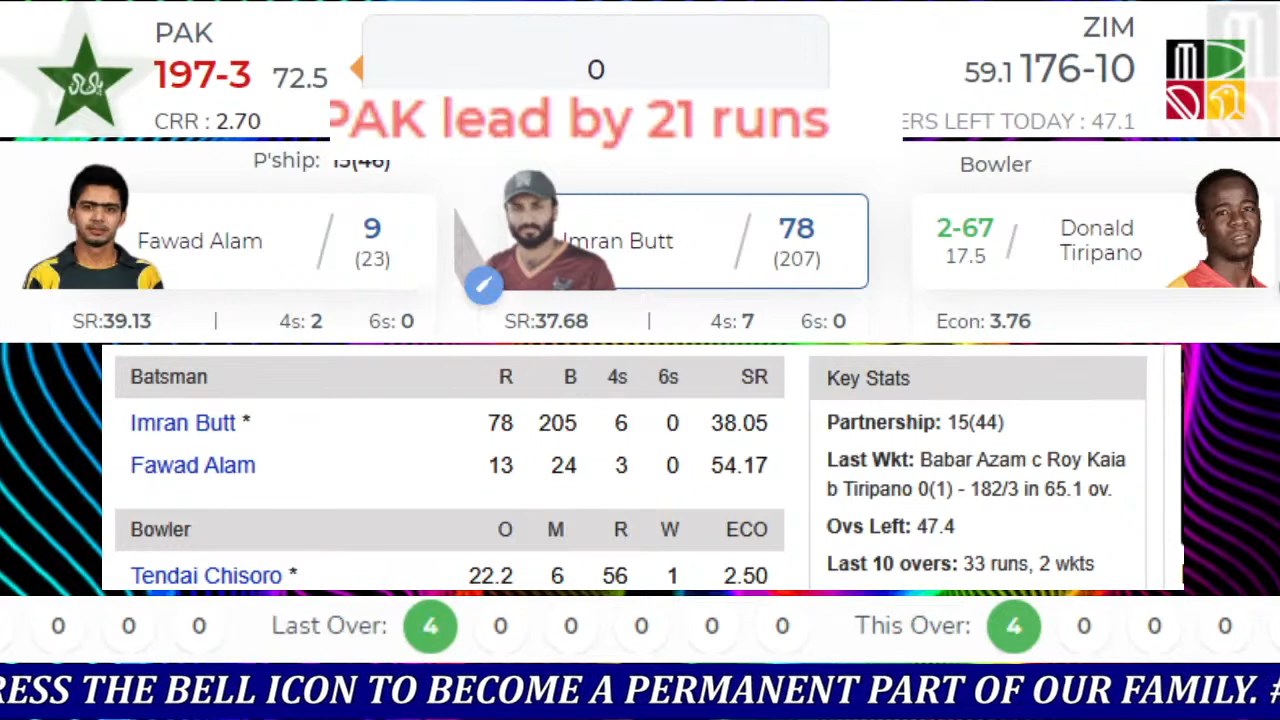 PAK
197-3 72.5
CRR : 2.70
0
PAK lead by 21 runs
ZIM
59.1 176-10
ERS LEFT TODAY : 47.1
P'ship: 15(46)
Fawad Alam / 9
(23)
SR:39.13 | 4s: 2 6s: 0
Imran Butt / 78
(207)
SR:37.68 | 4s: 7 6s: 0
Bowler
2-67 / Donald
17.5 Tiripano
Econ: 3.76
Batsman R B 4s 6s SR
Imran Butt * 78 205 6 0 38.05
Fawad Alam 13 24 3 0 54.17
Bowler O M R W ECO
Tendai Chisoro * 22.2 6 56 1 2.50
Key Stats
Partnership: 15(44)
Last Wkt: Babar Azam c Roy Kaia
b Tiripano 0(1) - 182/3 in 65.1 ov.
Ovs Left: 47.4
Last 10 overs: 33 runs, 2 wkts
0 0 0 Last Over: 4 0 0 0 0 0 This Over: 4 0 0 0
RESS THE BELL ICON TO BECOME A PERMANENT PART OF OUR FAMILY. #